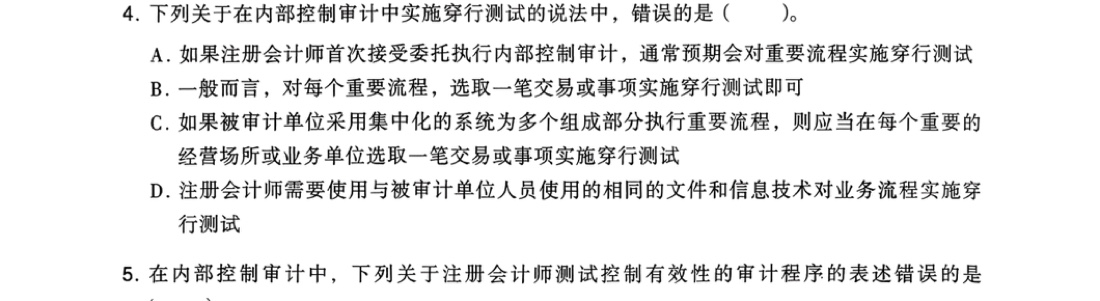 4. 下列关于在内部控制审计中实施穿行测试的说法中，错误的是（　　）。
A. 如果注册会计师首次接受委托执行内部控制审计，通常预期会对重要流程实施穿行测试
B. 一般而言，对每个重要流程，选取一笔交易或事项实施穿行测试即可
C. 如果被审计单位采用集中化的系统为多个组成部分执行重要流程，则应当在每个重要的
经营场所或业务单位选取一笔交易或事项实施穿行测试
D. 注册会计师需要使用与被审计单位人员使用的相同的文件和信息技术对业务流程实施穿
行测试
5. 在内部控制审计中，下列关于注册会计师测试控制有效性的审计程序的表述错误的是